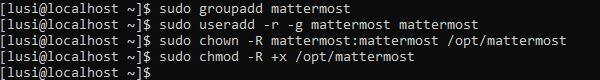 [lusi@localhost ~]$ sudo groupadd mattermost
[lusi@localhost ~]$ sudo useradd -r -g mattermost mattermost
[lusi@localhost ~]$ sudo chown -R mattermost:mattermost /opt/mattermost
[lusi@localhost ~]$ sudo chmod -R +x /opt/mattermost
[lusi@localhost ~]$